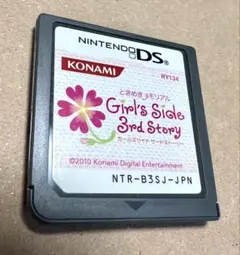 NINTENDO DS
KONAMI
RY134
ときめきメモリアル
Girl's Side
3rd Story
ガールズサイド サードストーリー
©2010 Konami Digital Entertainment
NTR-B3SJ-JPN